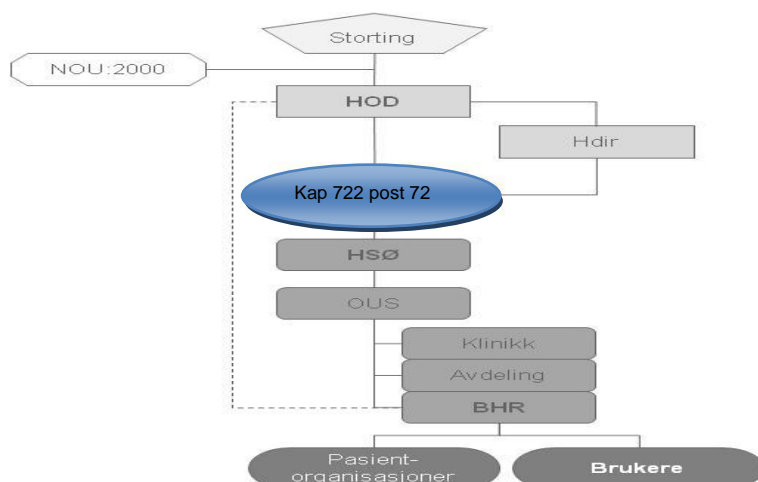 Storting
NOU:2000
HOD
Hdir
Kap 722 post 72
HSØ
OUS
Klinikk
Avdeling
BHR
Pasient-
organisasjoner
Brukere